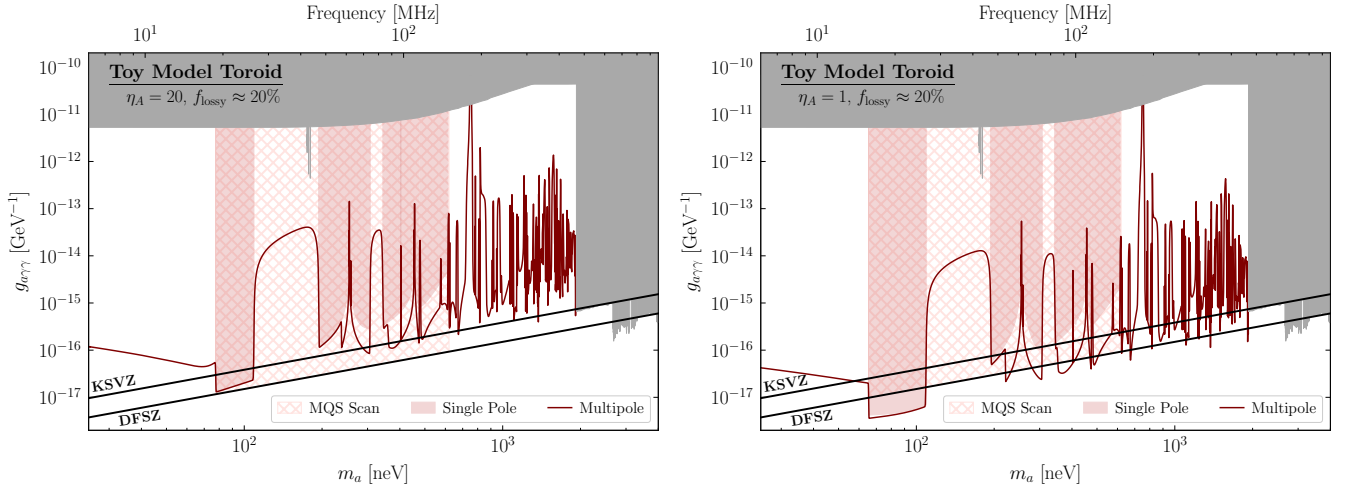 Frequency [MHz]
10^1
10^2
Toy Model Toroid
η_A = 20, f_lossy ≈ 20%
g_aγγ [GeV^−1]
10^−10
10^−11
10^−12
10^−13
10^−14
10^−15
10^−16
10^−17
KSVZ
DFSZ
MQS Scan
Single Pole
Multipole
10^2
10^3
m_a [neV]
Frequency [MHz]
10^1
10^2
Toy Model Toroid
η_A = 1, f_lossy ≈ 20%
g_aγγ [GeV^−1]
10^−10
10^−11
10^−12
10^−13
10^−14
10^−15
10^−16
10^−17
KSVZ
DFSZ
MQS Scan
Single Pole
Multipole
10^2
10^3
m_a [neV]